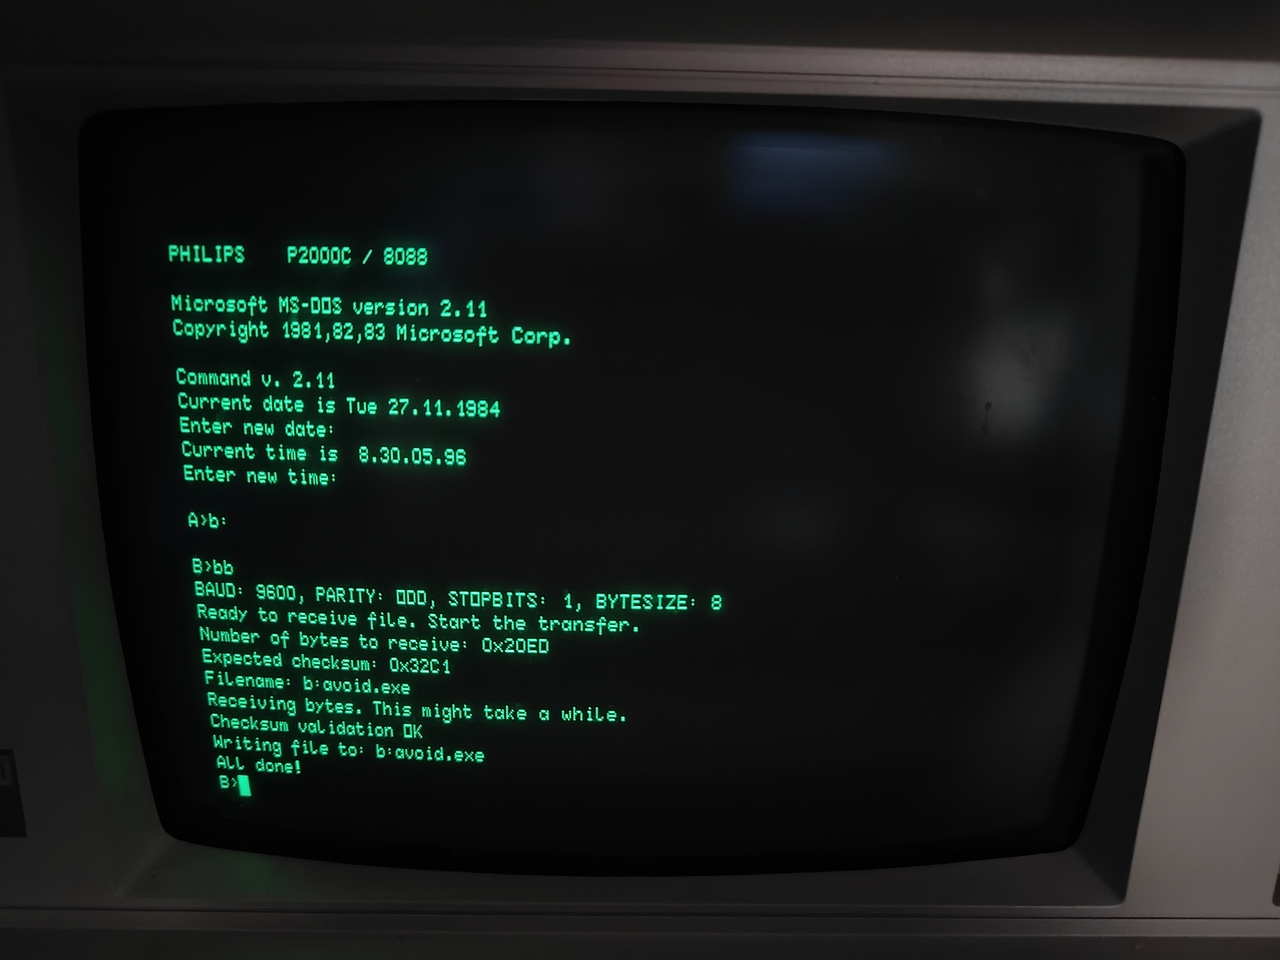 PHILIPS    P2000C / 8088
Microsoft MS-DOS version 2.11
Copyright 1981,82,83 Microsoft Corp.
Command v. 2.11
Current date is Tue 27.11.1984
Enter new date:
Current time is  8.30.05.96
Enter new time:
A>b:
B>bb
BAUD: 9600, PARITY: ODD, STOPBITS: 1, BYTESIZE: 8
Ready to receive file. Start the transfer.
Number of bytes to receive: 0x20ED
Expected checksum: 0x32C1
Filename: b:avoid.exe
Receiving bytes. This might take a while.
Checksum validation OK
Writing file to: b:avoid.exe
All done!
B>